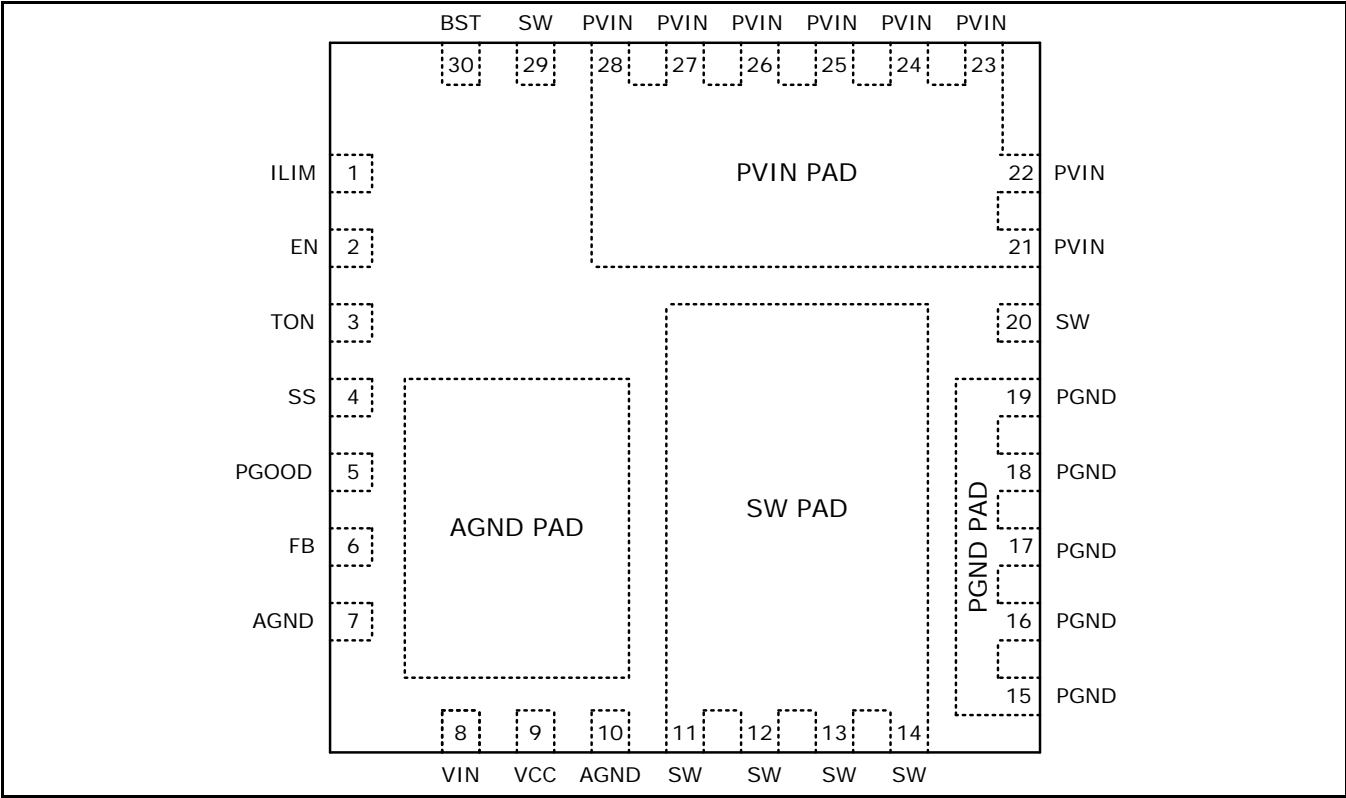 BST SW PVIN PVIN PVIN PVIN PVIN PVIN
30 29 28 27 26 25 24 23
ILIM 1 PVIN PAD 22 PVIN
EN 2 21 PVIN
TON 3 20 SW
SS 4 19 PGND
PGOOD 5 18 PGND
SW PAD
AGND PAD
PGND PAD
FB 6 17 PGND
AGND 7 16 PGND
15 PGND
8 9 10 11 12 13 14
VIN VCC AGND SW SW SW SW